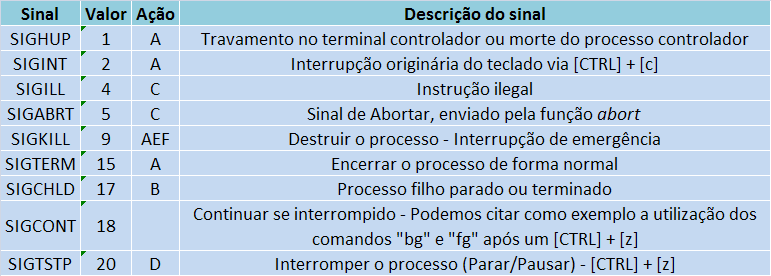 Sinal Valor Ação Descrição do sinal
SIGHUP 1 A Travamento no terminal controlador ou morte do processo controlador
SIGINT 2 A Interrupção originária do teclado via [CTRL] + [c]
SIGILL 4 C Instrução ilegal
SIGABRT 5 C Sinal de Abortar, enviado pela função abort
SIGKILL 9 AEF Destruir o processo - Interrupção de emergência
SIGTERM 15 A Encerrar o processo de forma normal
SIGCHLD 17 B Processo filho parado ou terminado
SIGCONT 18 Continuar se interrompido - Podemos citar como exemplo a utilização dos
comandos "bg" e "fg" após um [CTRL] + [z]
SIGTSTP 20 D Interromper o processo (Parar/Pausar) - [CTRL] + [z]